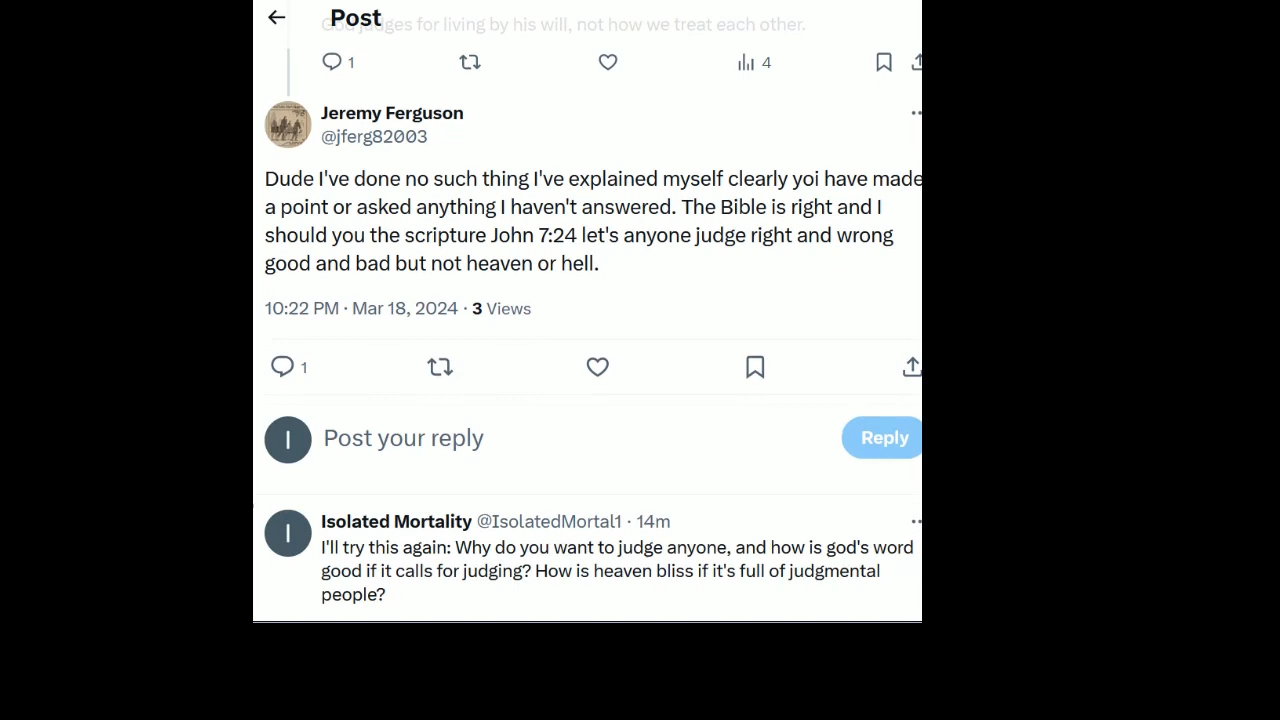 Post
God judges for living by his will, not how we treat each other.
1 4
Jeremy Ferguson
@jferg82003
Dude I've done no such thing I've explained myself clearly yoi have made
a point or asked anything I haven't answered. The Bible is right and I
should you the scripture John 7:24 let's anyone judge right and wrong
good and bad but not heaven or hell.
10:22 PM · Mar 18, 2024 · 3 Views
1
I Post your reply Reply
I Isolated Mortality @IsolatedMortal1 · 14m
I'll try this again: Why do you want to judge anyone, and how is god's word
good if it calls for judging? How is heaven bliss if it's full of judgmental
people?